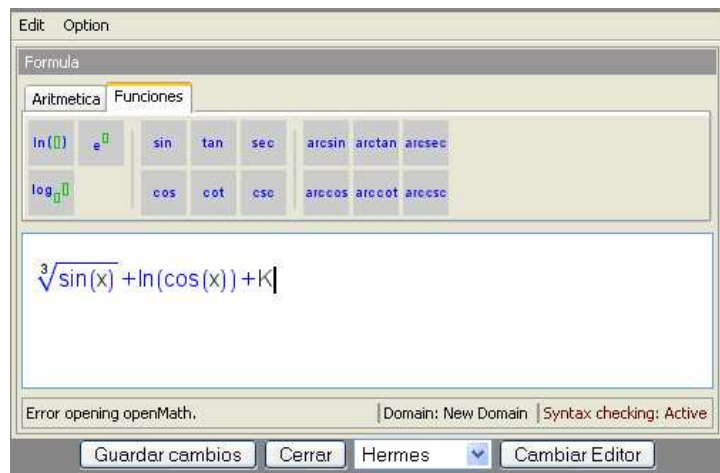 Edit Option
Formula
Aritmetica Funciones
ln(▯) e^▯ sin tan sec arcsin arctan arcsec
log▯▯ cos cot csc arccos arccot arccsc
∛sin(x) +ln(cos(x))+K
Error opening openMath. Domain: New Domain Syntax checking: Active
Guardar cambios Cerrar Hermes Cambiar Editor